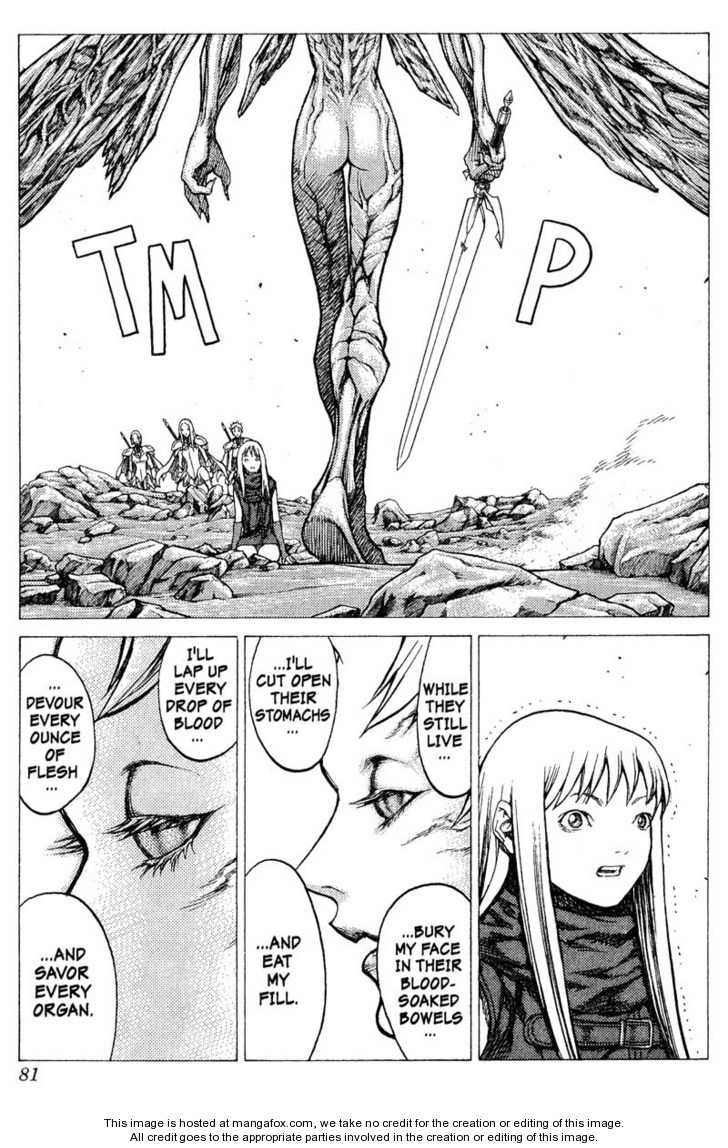 TMP
WHILE
THEY
STILL
LIVE
...
...I'LL
CUT OPEN
THEIR
STOMACHS
...
...BURY
MY FACE
IN THEIR
BLOOD-
SOAKED
BOWELS
...
...AND
EAT
MY
FILL.
I'LL
LAP UP
EVERY
DROP OF
BLOOD
...
...
DEVOUR
EVERY
OUNCE
OF
FLESH
...
...AND
SAVOR
EVERY
ORGAN.
81
This image is hosted at mangafox.com, we take no credit for the creation or editing of this image.
All credit goes to the appropriate parties involved in the creation or editing of this image.